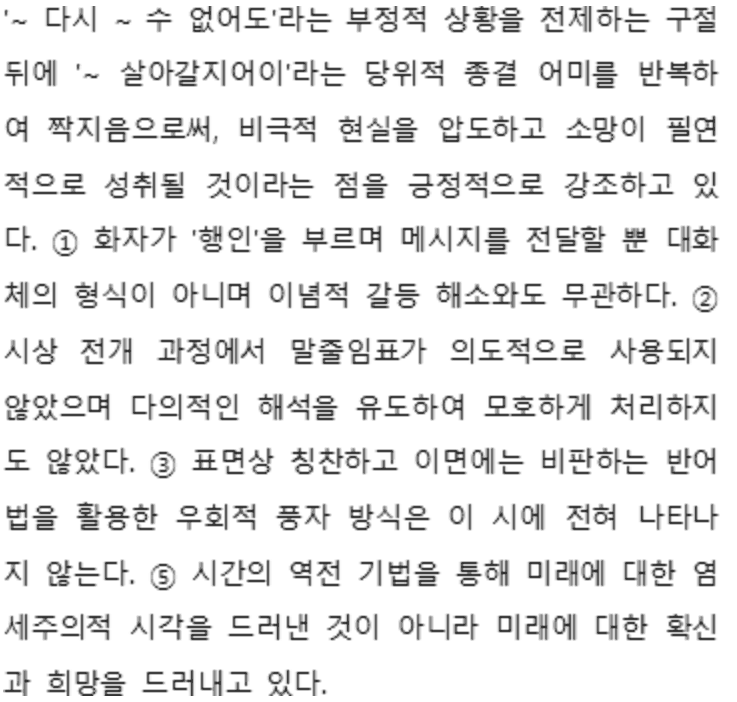 '~ 다시 ~ 수 없어도'라는 부정적 상황을 전제하는 구절
뒤에 '~ 살아갈지어이'라는 당위적 종결 어미를 반복하
여 짝지음으로써, 비극적 현실을 압도하고 소망이 필연
적으로 성취될 것이라는 점을 긍정적으로 강조하고 있
다. ① 화자가 '행인'을 부르며 메시지를 전달할 뿐 대화
체의 형식이 아니며 이념적 갈등 해소와도 무관하다. ②
시상 전개 과정에서 말줄임표가 의도적으로 사용되지
않았으며 다의적인 해석을 유도하여 모호하게 처리하지
도 않았다. ③ 표면상 칭찬하고 이면에는 비판하는 반어
법을 활용한 우회적 풍자 방식은 이 시에 전혀 나타나
지 않는다. ⑤ 시간의 역전 기법을 통해 미래에 대한 염
세주의적 시각을 드러낸 것이 아니라 미래에 대한 확신
과 희망을 드러내고 있다.